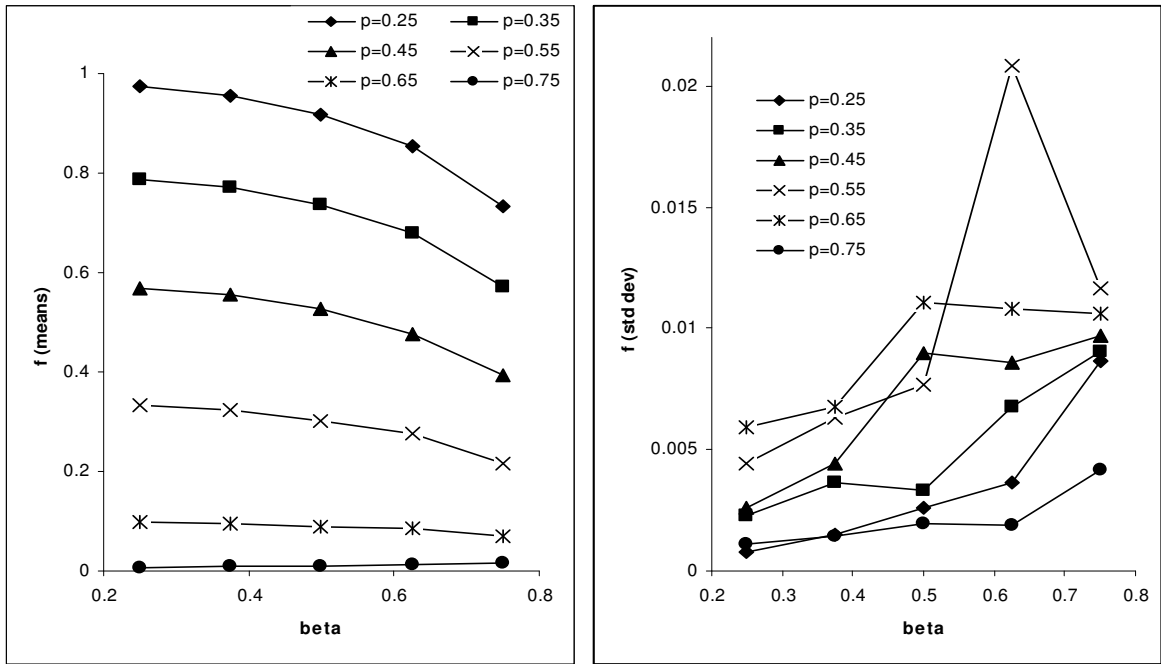 p=0.25 p=0.35
p=0.45 p=0.55
p=0.65 p=0.75
1
0.8
0.6
0.4
0.2
0
f (means)
0.2 0.4 0.6 0.8
beta
0.02
0.015
0.01
0.005
0
f (std dev)
p=0.25
p=0.35
p=0.45
p=0.55
p=0.65
p=0.75
0.2 0.3 0.4 0.5 0.6 0.7 0.8
beta